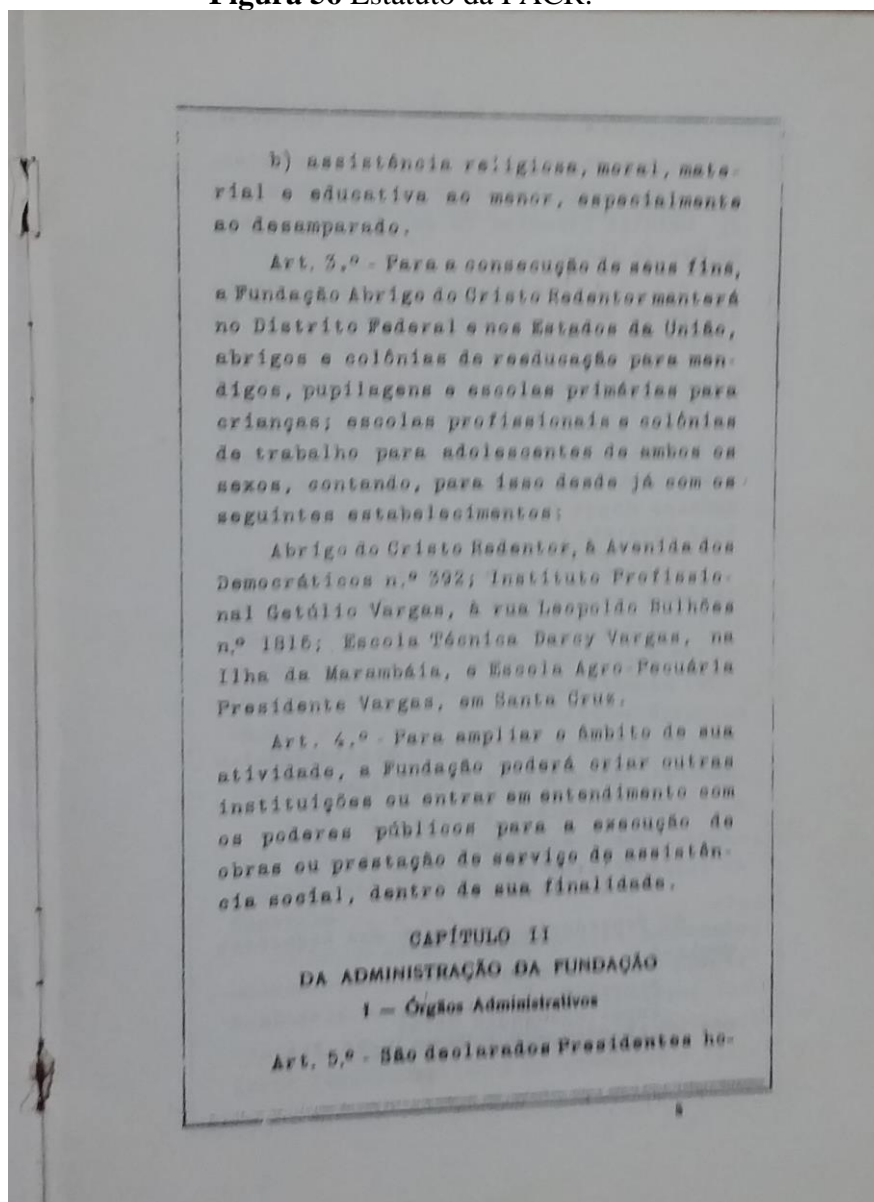 Figura 56 Estatuto da FACR.
b) assistência religiosa, moral, mate-
rial e educativa ao menor, especialmente
ao desamparado.
Art. 3.º - Para a consecução de seus fins,
a Fundação Abrigo do Cristo Redentor manterá
no Distrito Federal e nos Estados da União,
abrigos e colônias de reeducação para men-
digos, pupilagens e escolas primárias para
crianças; escolas profissionais e colônias
de trabalho para adolescentes de ambos os
sexos, contando, para isso desde já com os
seguintes estabelecimentos:
Abrigo do Cristo Redentor, à Avenida dos
Democráticos n.º 392; Instituto Profissio-
nal Getúlio Vargas, à rua Leopoldo Bulhões
n.º 1815; Escola Técnica Darcy Vargas, na
Ilha da Marambáia, e Escola Agro-Pecuária
Presidente Vargas, em Santa Cruz.
Art. 4.º - Para ampliar o âmbito de sua
atividade, a Fundação poderá criar outras
instituições ou entrar em entendimento com
os poderes públicos para a execução de
obras ou prestação de serviço de assistên-
cia social, dentro de sua finalidade.
CAPÍTULO II
DA ADMINISTRAÇÃO DA FUNDAÇÃO
1 — Órgãos Administrativos
Art. 5.º - São declarados Presidentes ho-